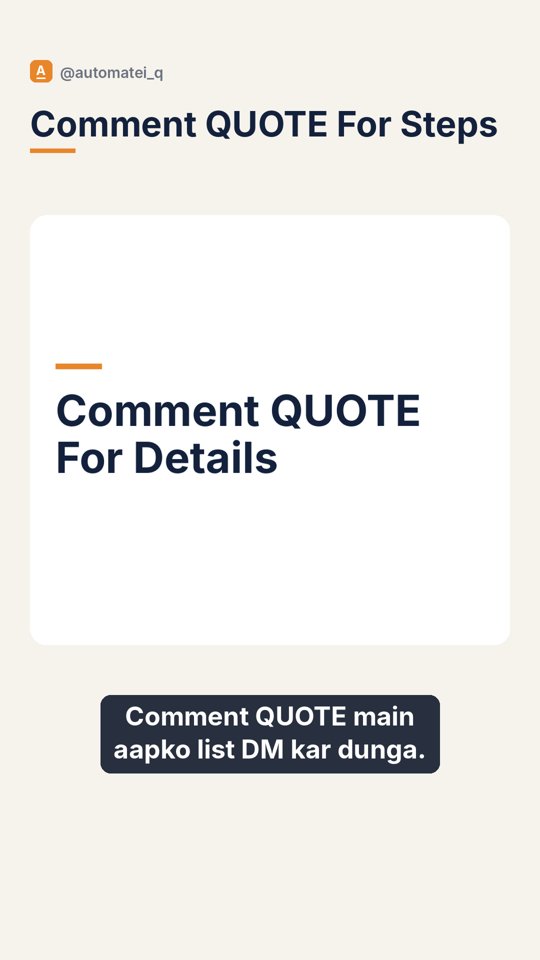 A
@automatei_q
Comment QUOTE For Steps
Comment QUOTE
For Details
Comment QUOTE main
aapko list DM kar dunga.